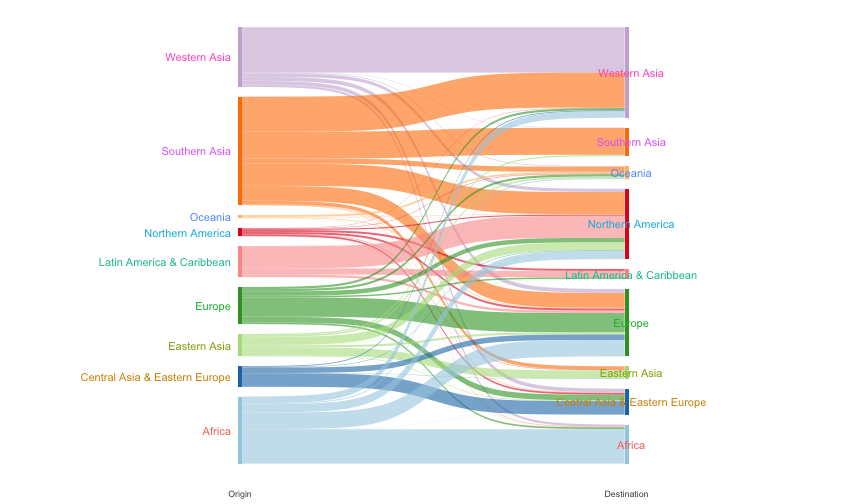 Western Asia
Southern Asia
Oceania
Northern America
Latin America & Caribbean
Europe
Eastern Asia
Central Asia & Eastern Europe
Africa
Western Asia
Southern Asia
Oceania
Northern America
Latin America & Caribbean
Europe
Eastern Asia
Central Asia & Eastern Europe
Africa
Origin
Destination